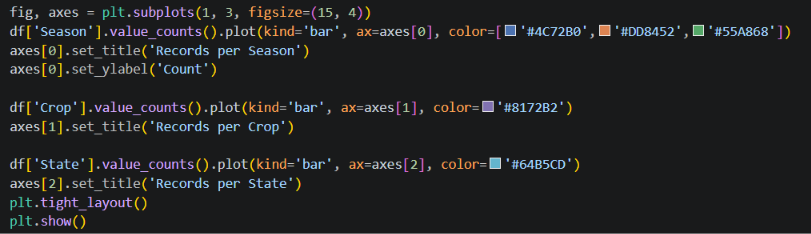 fig, axes = plt.subplots(1, 3, figsize=(15, 4))
df['Season'].value_counts().plot(kind='bar', ax=axes[0], color=['#4C72B0','#DD8452','#55A868'])
axes[0].set_title('Records per Season')
axes[0].set_ylabel('Count')

df['Crop'].value_counts().plot(kind='bar', ax=axes[1], color='#8172B2')
axes[1].set_title('Records per Crop')

df['State'].value_counts().plot(kind='bar', ax=axes[2], color='#64B5CD')
axes[2].set_title('Records per State')
plt.tight_layout()
plt.show()